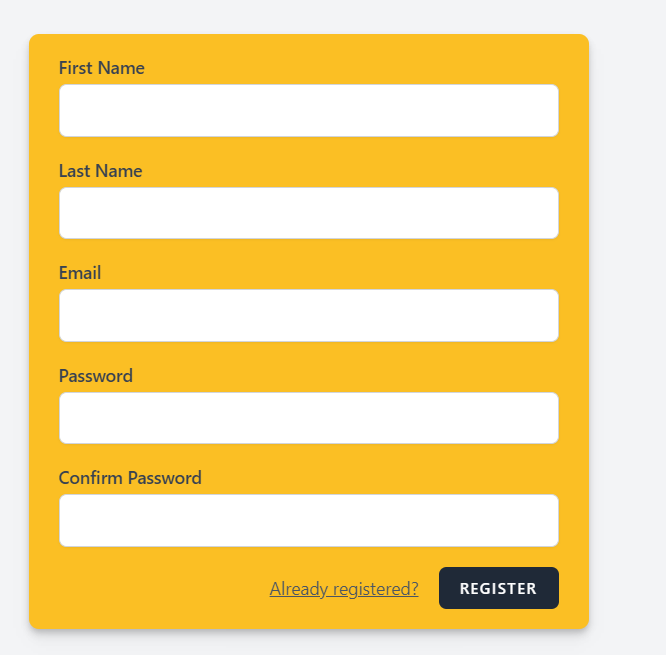 First Name
Last Name
Email
Password
Confirm Password
Already registered? REGISTER